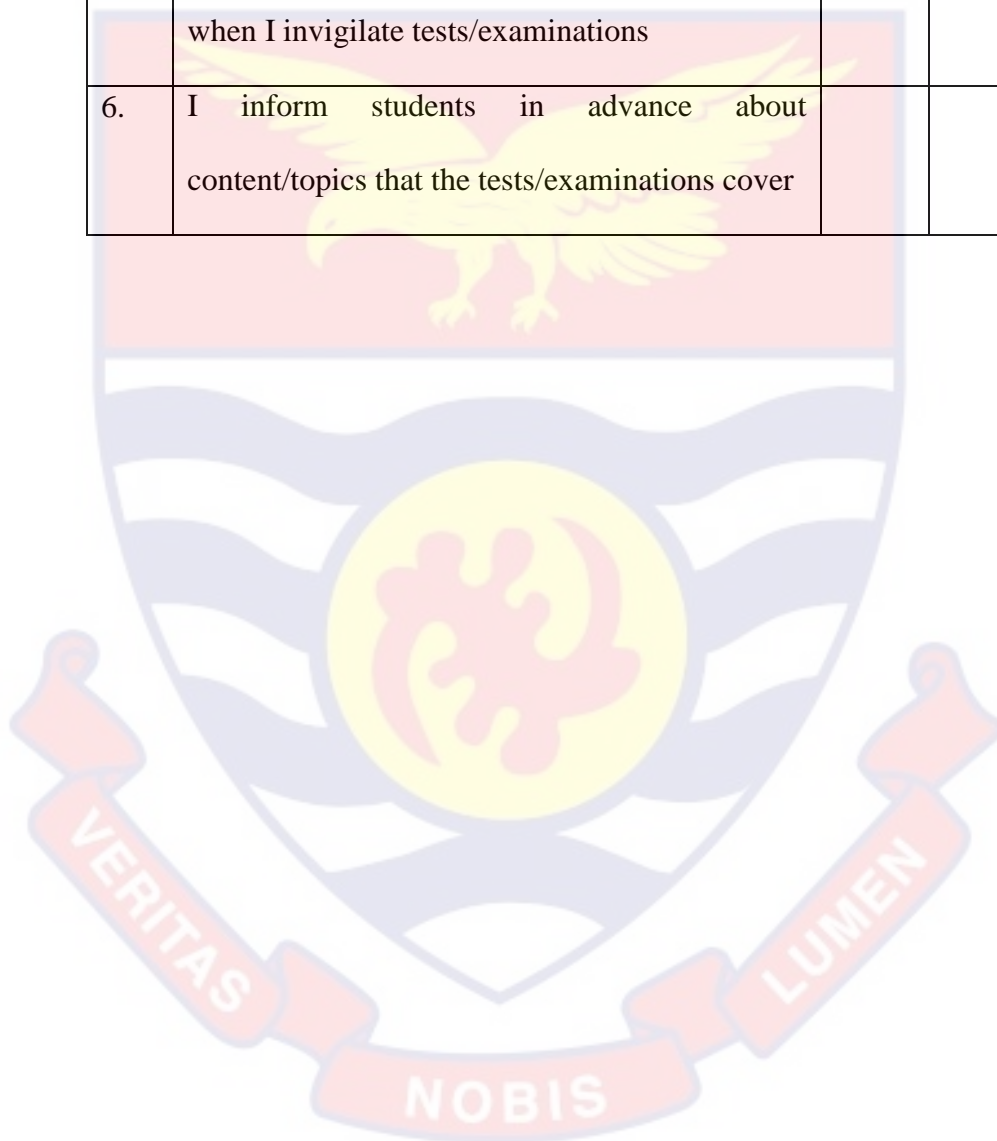 when I invigilate tests/examinations
6. I inform students in advance about
content/topics that the tests/examinations cover
VERITAS
NOBIS
LUMEN